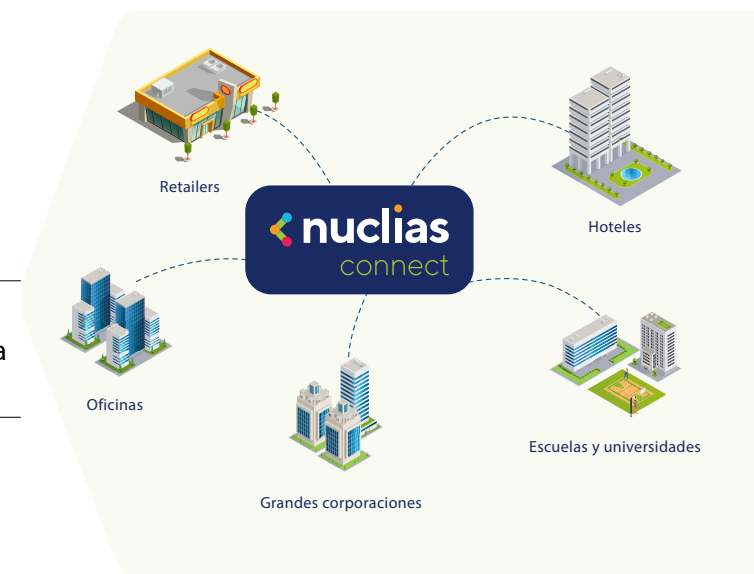 Retailers
nuclias
connect
Hoteles
a
Oficinas
Escuelas y universidades
Grandes corporaciones